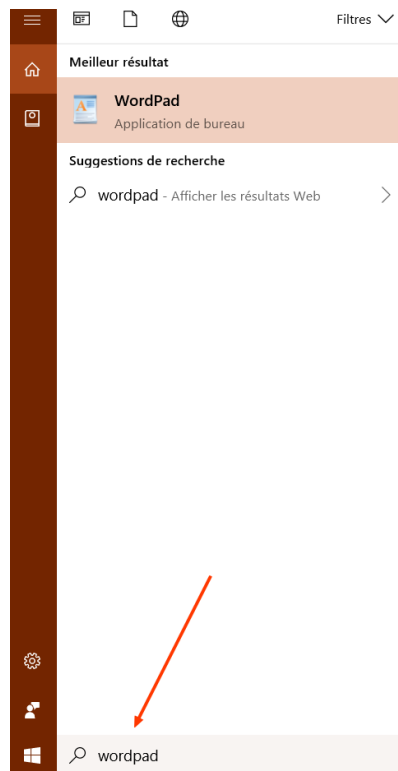 Filtres
Meilleur résultat
WordPad
Application de bureau
Suggestions de recherche
wordpad - Afficher les résultats Web
wordpad